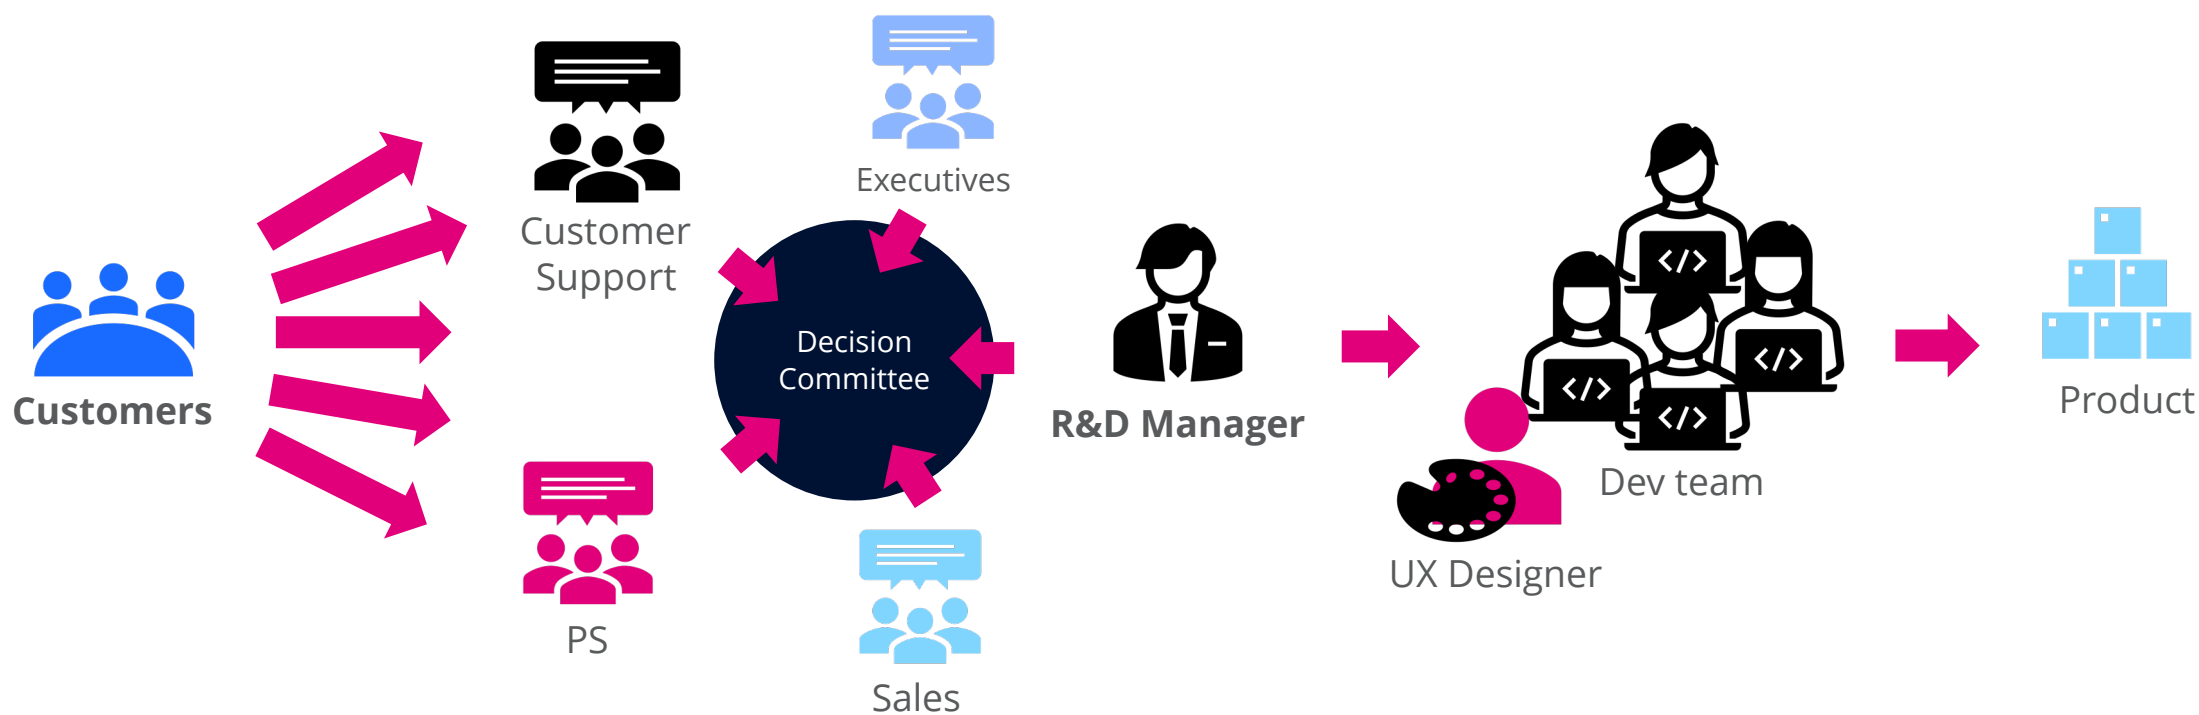 Executives
Customer
Support
Decision
Committee
Customers
R&D Manager
Product
Dev team
UX Designer
PS
Sales